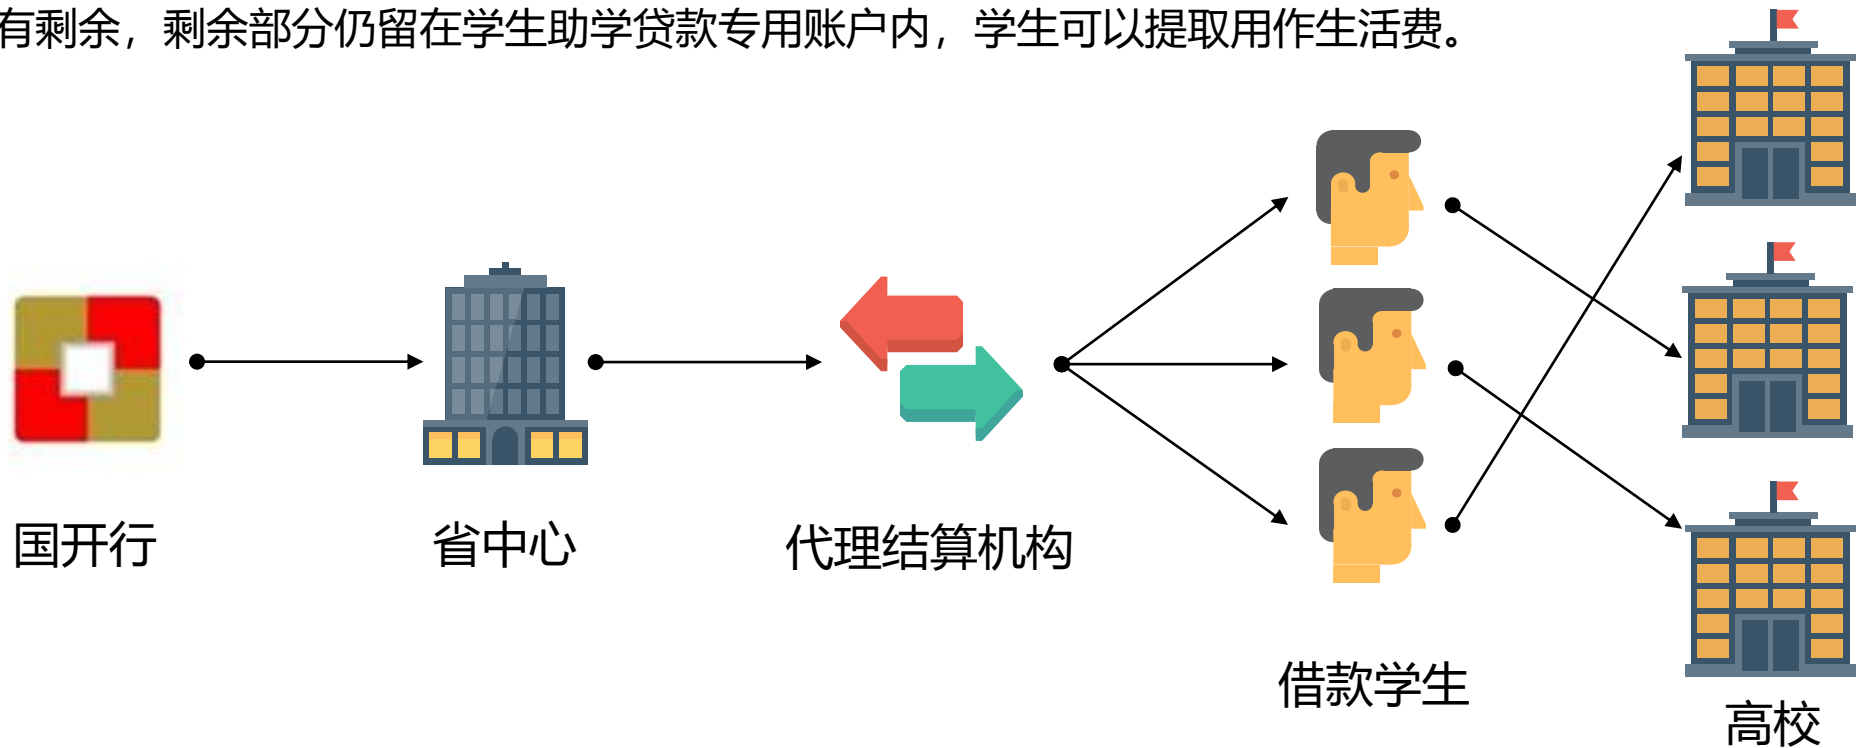 有剩余，剩余部分仍留在学生助学贷款专用账户内，学生可以提取用作生活费。
国开行
省中心
代理结算机构
借款学生
高校